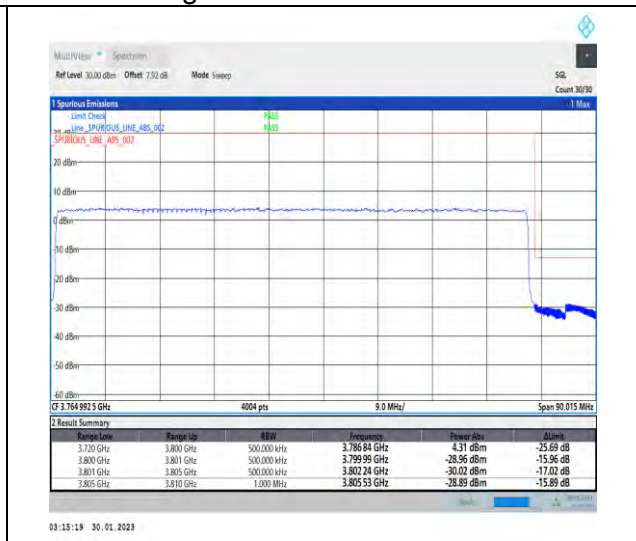 MultiView Spectrum
Ref Level 30.00 dBm Offset 7.92 dB Mode Sweep SGL
Count 30/30
1 Spurious Emissions 1 Max
Limit Check PASS
Line _SPURIOUS_LINE_ABS_002 PASS
_SPURIOUS_LINE_ABS_002
20 dBm
10 dBm
0 dBm
-10 dBm
-20 dBm
-30 dBm
-40 dBm
-50 dBm
-60 dBm
CF 3.764 992 5 GHz 4004 pts 9.0 MHz/ Span 90.015 MHz
2 Result Summary
Range Low Range Up RBW Frequency Power Abs ΔLimit
3.720 GHz 3.800 GHz 500.000 kHz 3.786 84 GHz 4.31 dBm -25.69 dB
3.800 GHz 3.801 GHz 500.000 kHz 3.799 99 GHz -28.96 dBm -15.96 dB
3.801 GHz 3.805 GHz 500.000 kHz 3.802 24 GHz -30.02 dBm -17.02 dB
3.805 GHz 3.810 GHz 1.000 MHz 3.805 53 GHz -28.89 dBm -15.89 dB
03:15:19 30.01.2023